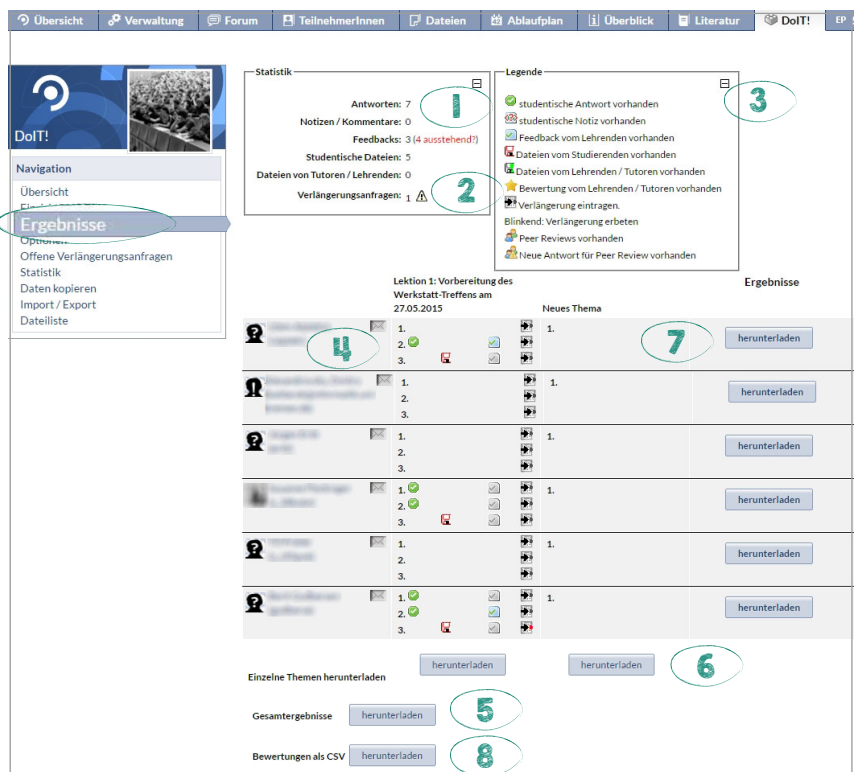 Übersicht Verwaltung Forum TeilnehmerInnen Dateien Ablaufplan Überblick Literatur DoIT! EP
DoIT!
Navigation
Übersicht
Ergebnisse
Optionen
Offene Verlängerungsanfragen
Statistik
Daten kopieren
Import / Export
Dateiliste
Statistik
Antworten: 7
Notizen / Kommentare: 0
Feedbacks: 3 (4 ausstehend?)
Studentische Dateien: 5
Dateien von Tutoren / Lehrenden: 0
Verlängerungsanfragen: 1
1
2
Legende
studentische Antwort vorhanden
studentische Notiz vorhanden
Feedback vom Lehrenden vorhanden
Dateien vom Studierenden vorhanden
Dateien vom Lehrenden / Tutoren vorhanden
Bewertung vom Lehrenden / Tutoren vorhanden
Verlängerung eintragen.
Blinkend: Verlängerung erbeten
Peer Reviews vorhanden
Neue Antwort für Peer Review vorhanden
3
Lektion 1: Vorbereitung des
Werkstatt-Treffens am
27.05.2015
Neues Thema
Ergebnisse
4
1. 1.
2.
3.
7
herunterladen
1. 1.
2.
3.
herunterladen
1. 1.
2.
3.
herunterladen
1. 1.
2.
3.
herunterladen
1. 1.
2.
3.
herunterladen
1. 1.
2.
3.
herunterladen
Einzelne Themen herunterladen herunterladen herunterladen 6
Gesamtergebnisse herunterladen 5
Bewertungen als CSV herunterladen 8